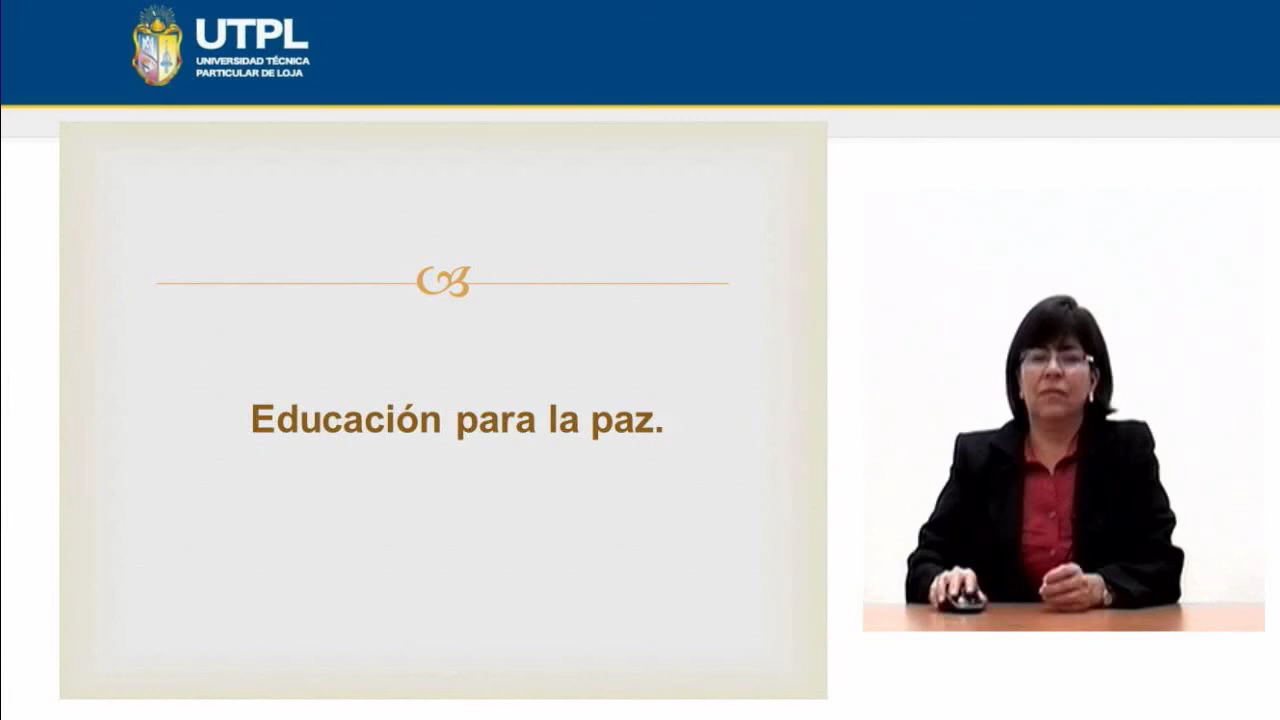 UTPL
UNIVERSIDAD TÉCNICA
PARTICULAR DE LOJA
Educación para la paz.